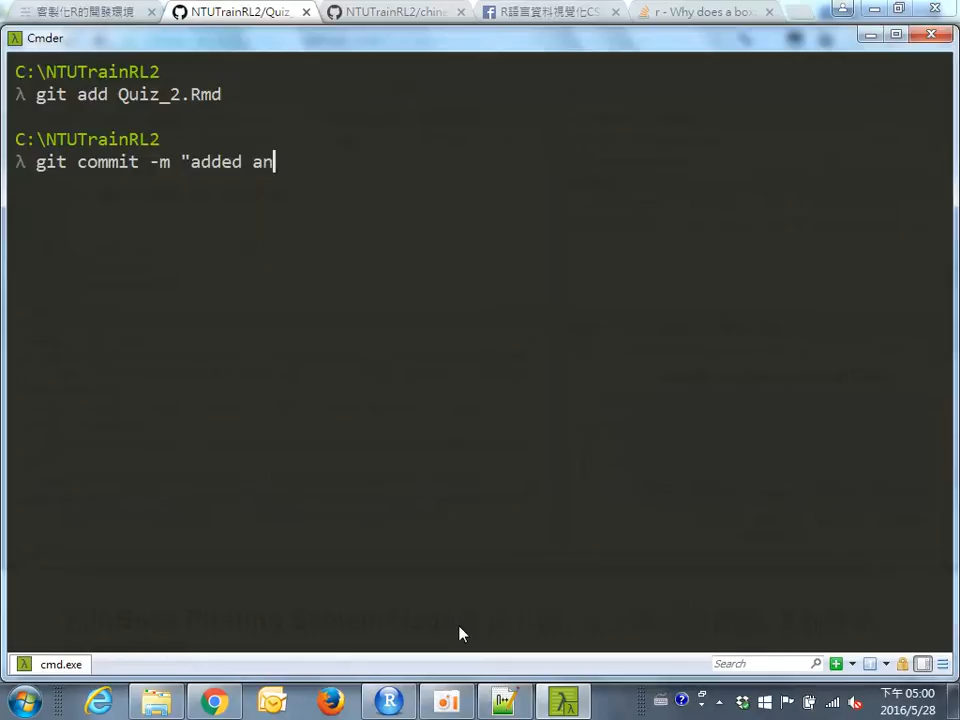 客製化R的開發環境
NTUTrainRL2/Quiz_
NTUTrainRL2/chine
R語言資料視覺化CS
r - Why does a box
Cmder
C:\NTUTrainRL2
λ git add Quiz_2.Rmd
C:\NTUTrainRL2
λ git commit -m "added an
cmd.exe
Search
下午 05:00
2016/5/28